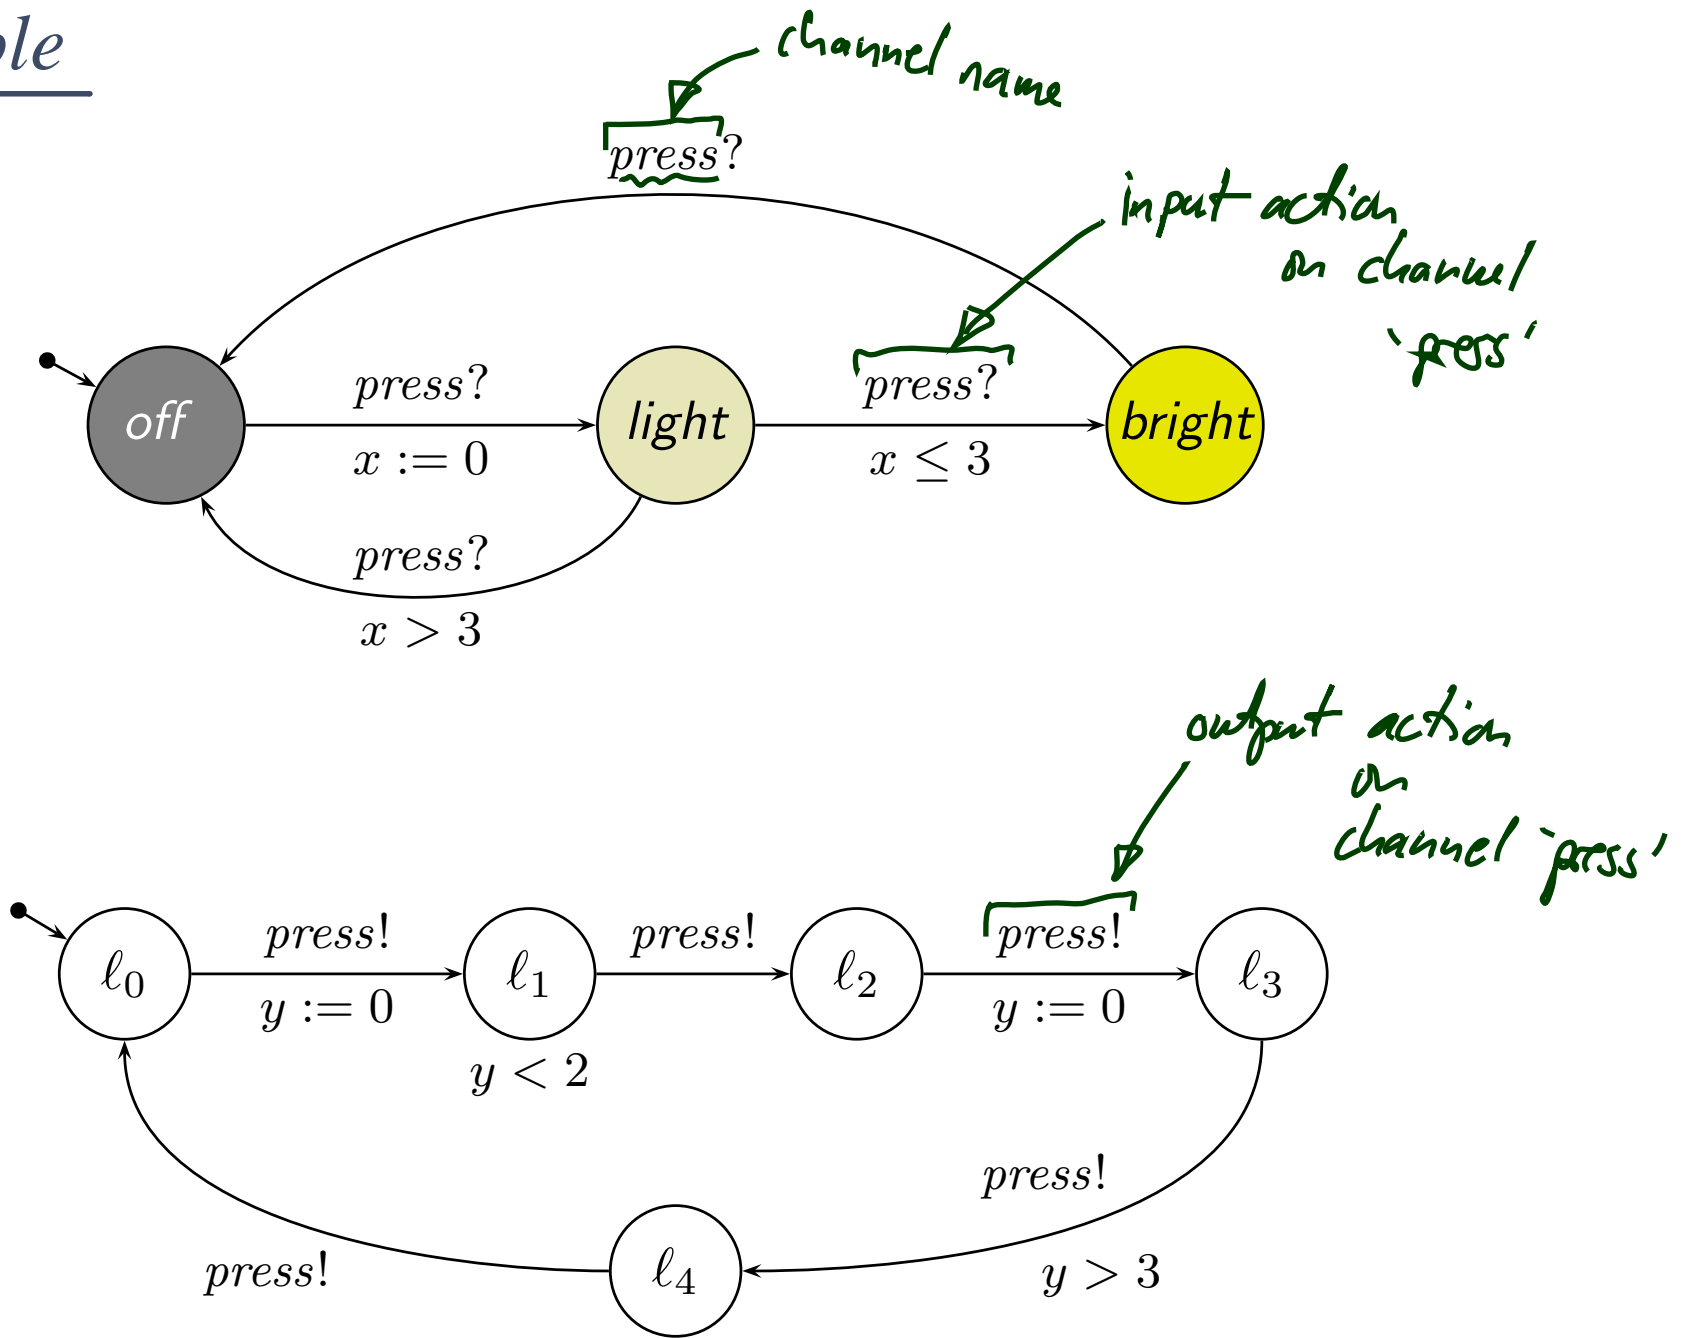 ple
channel name
press?
input action
on channel
'press'
off
press?
x := 0
light
press?
x ≤ 3
bright
press?
x > 3
output action
on
channel 'press'
ℓ0
press!
y := 0
ℓ1
y < 2
press!
ℓ2
press!
y := 0
ℓ3
press!
y > 3
ℓ4
press!